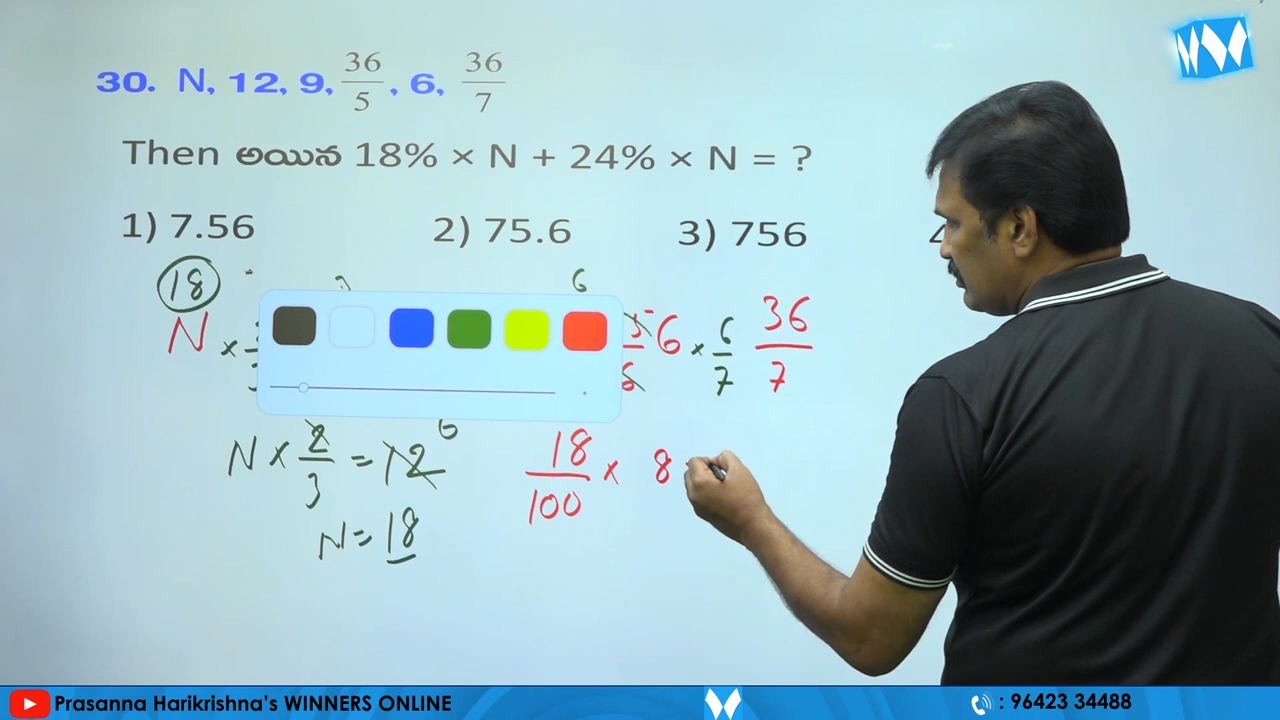 30. N, 12, 9, 36/5, 6, 36/7
Then అయిన 18% × N + 24% × N = ?
1) 7.56 2) 75.6 3) 756
18 6
N × 5 6 × 6/7 36/7
N × 2/3 = 12 6
18/100 × 8
N = 18
Prasanna Harikrishna's WINNERS ONLINE : 96423 34488